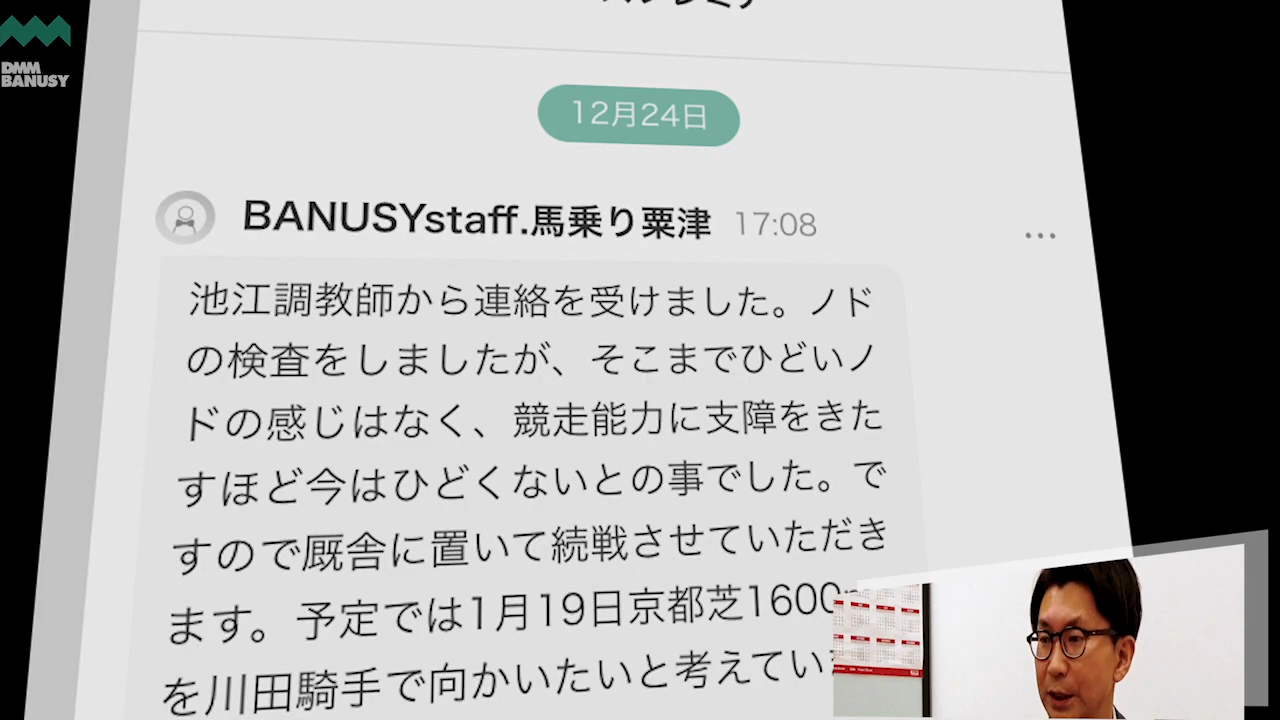 DMM
BANUSY
12月24日
BANUSYstaff.馬乗り粟津 17:08
池江調教師から連絡を受けました。ノド
の検査をしましたが、そこまでひどいノ
ドの感じはなく、競走能力に支障をきた
すほど今はひどくないとの事でした。で
すので厩舎に置いて続戦させていただき
ます。予定では1月19日京都芝1600
を川田騎手で向かいたいと考えてい